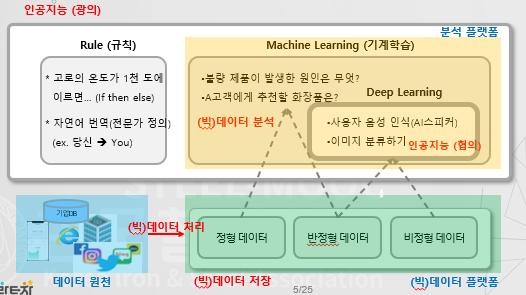 인공지능 (광의)
분석 플랫폼
Rule (규칙)
* 고로의 온도가 1천 도에
이르면... (If then else)
* 자연어 번역(전문가 정의)
(ex. 당신 → You)
Machine Learning (기계학습)
•불량 제품이 발생한 원인은 무엇?
•A고객에게 추천할 화장품은?
(빅)데이터 분석
Deep Learning
•사용자 음성 인식(AI스피커)
•이미지 분류하기
인공지능 (협의)
기업DB
데이터 원천
(빅)데이터 처리
정형 데이터
반정형 데이터
비정형 데이터
(빅)데이터 저장
5/25
(빅)데이터 플랫폼